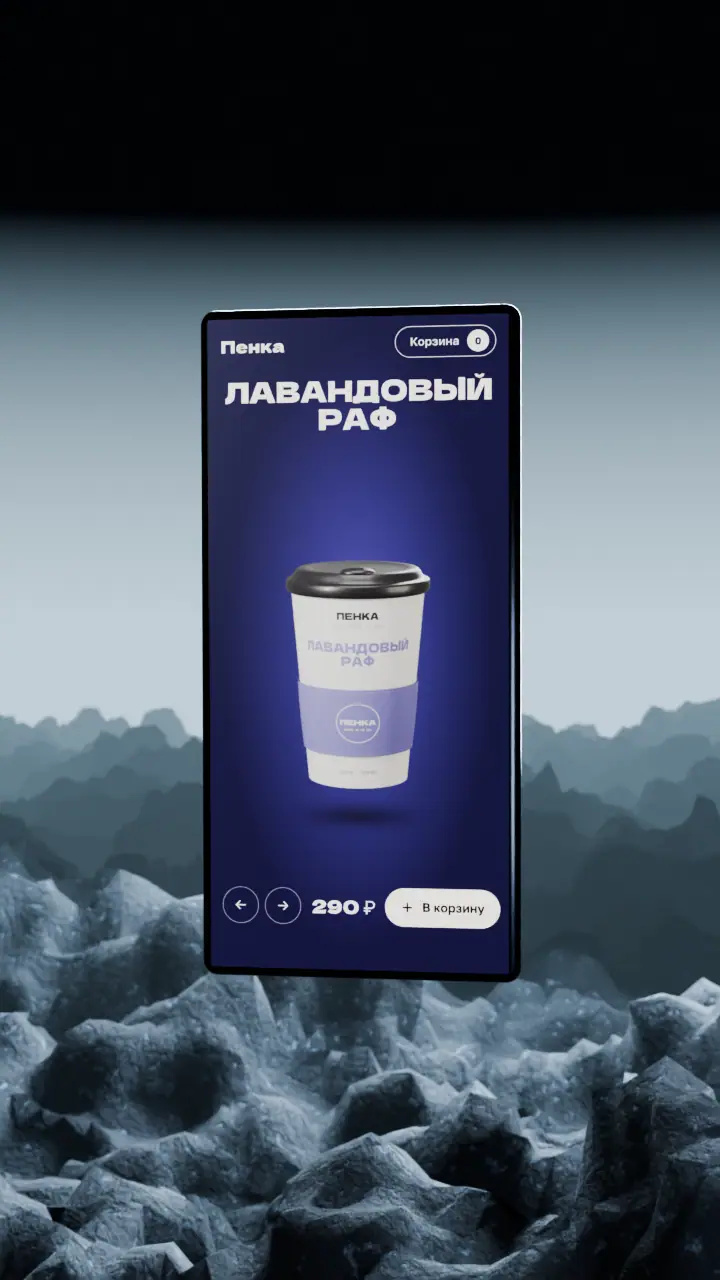 Пенка
Корзина 0
ЛАВАНДОВЫЙ
РАФ
ПЕНКА
ЛАВАНДОВЫЙ
РАФ
ПЕНКА
290 ₽
+ В корзину